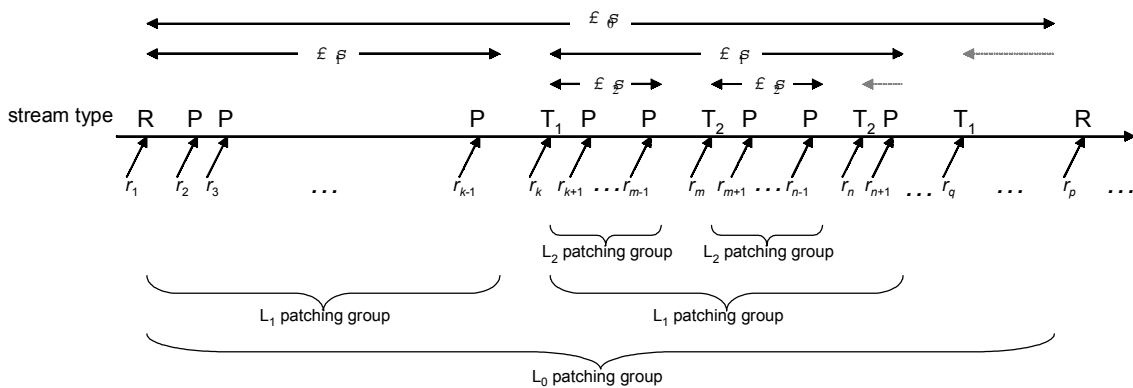 stream type R P P P T1 P P T2 P P T2 P T1 R
r1 r2 r3 ... rk-1 rk rk+1 ... rm-1 rm rm+1 ... rn-1 rn rn+1 ... rq ... rp ...
L2 patching group L2 patching group
L1 patching group L1 patching group
L0 patching group